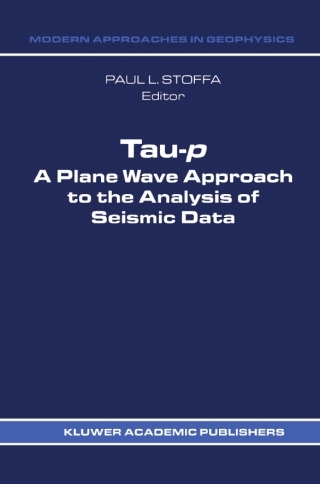 MODERN APPROACHES IN GEOPHYSICS
PAUL L. STOFFA
Editor
Tau-p
A Plane Wave Approach
to the Analysis of
Seismic Data
KLUWER ACADEMIC PUBLISHERS